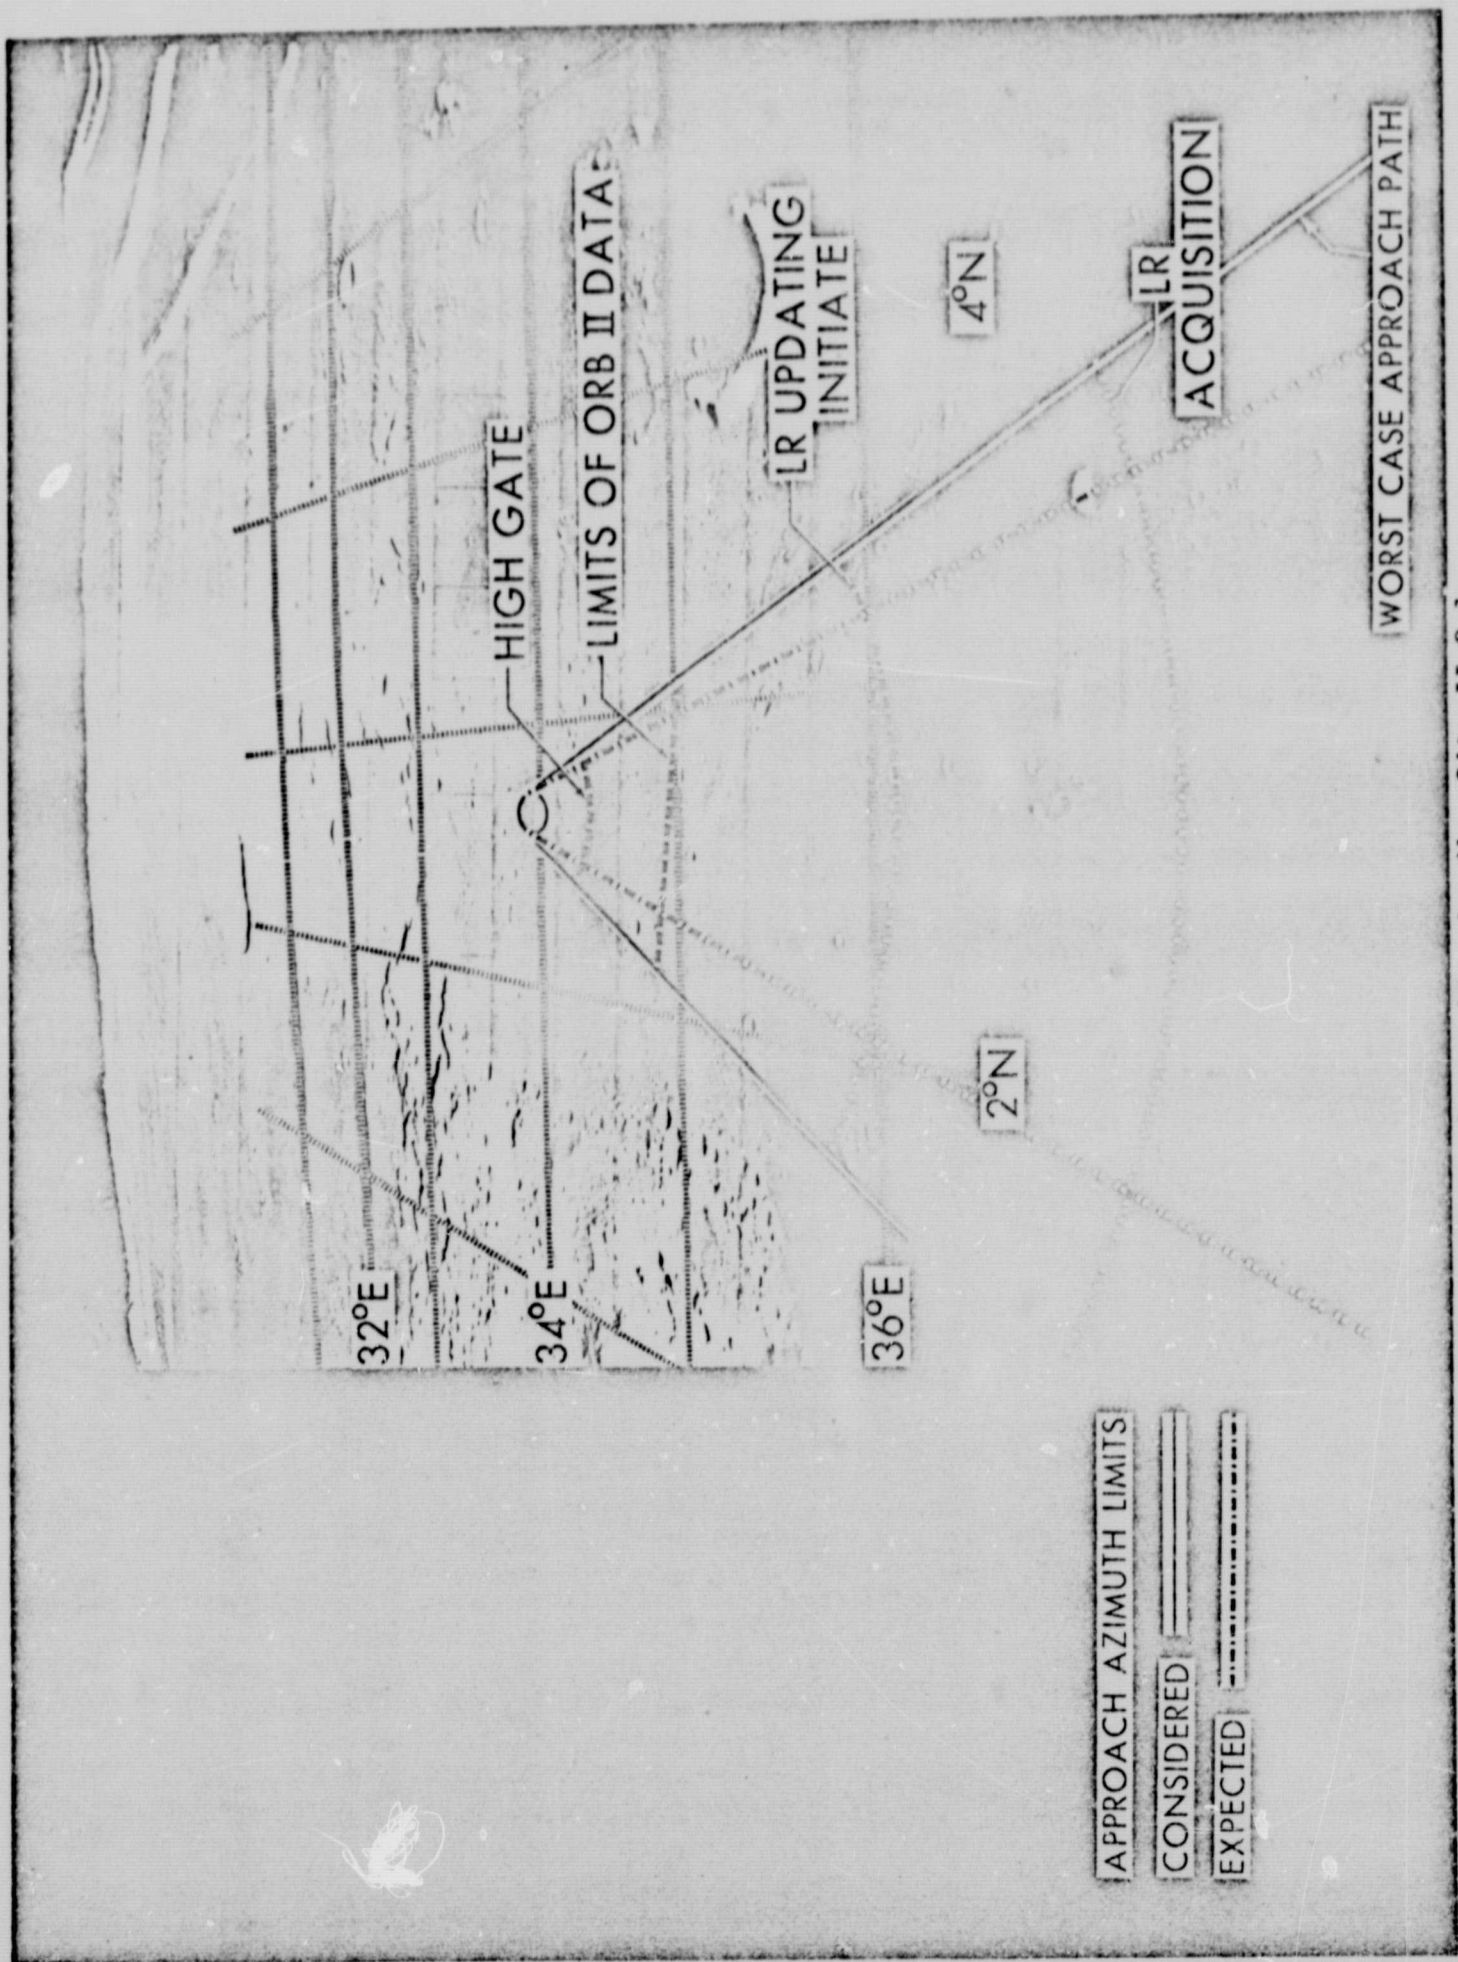 32°E
34°E
36°E
HIGH GATE
LIMITS OF ORB II DATA
LR UPDATING
INITIATE
4°N
2°N
LR
ACQUISITION
WORST CASE APPROACH PATH
APPROACH AZIMUTH LIMITS
CONSIDERED
EXPECTED